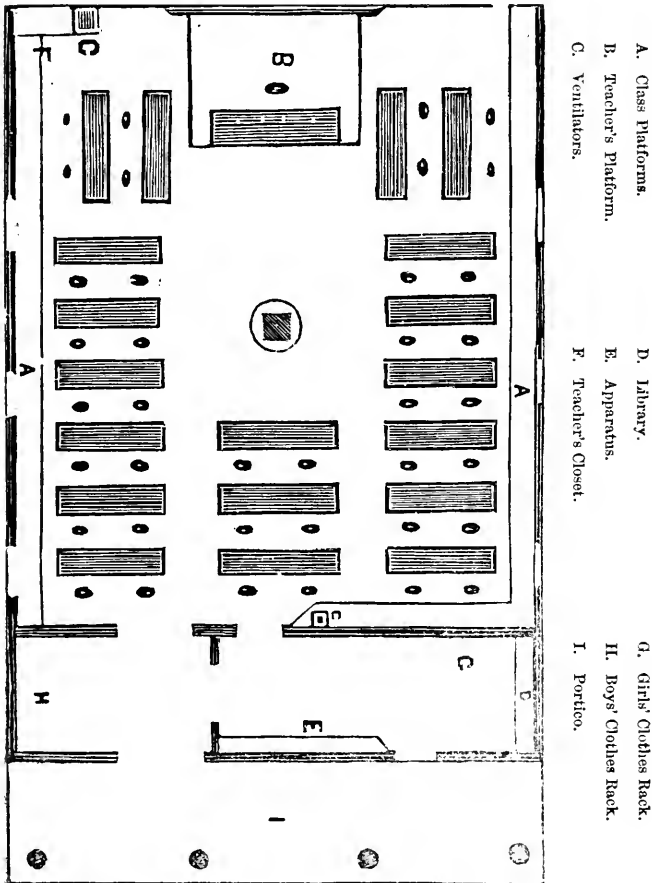 A. Class Platforms. D. Library. G. Girls' Clothes Rack.
B. Teacher's Platform. E. Apparatus. H. Boys' Clothes Rack.
C. Ventilators. F. Teacher's Closet. I. Portico.
A
D
G
C
E
B
I
C
F
H
A